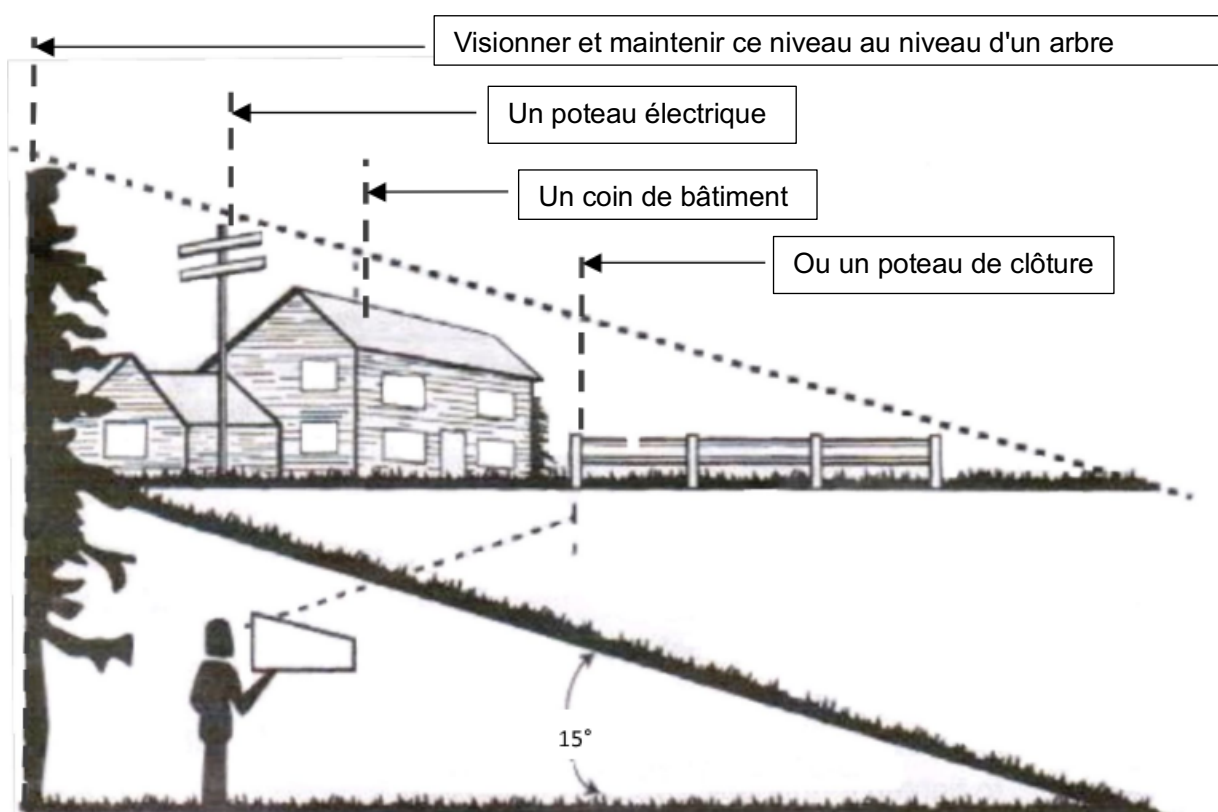 Visionner et maintenir ce niveau au niveau d'un arbre
Un poteau électrique
Un coin de bâtiment
Ou un poteau de clôture
15°